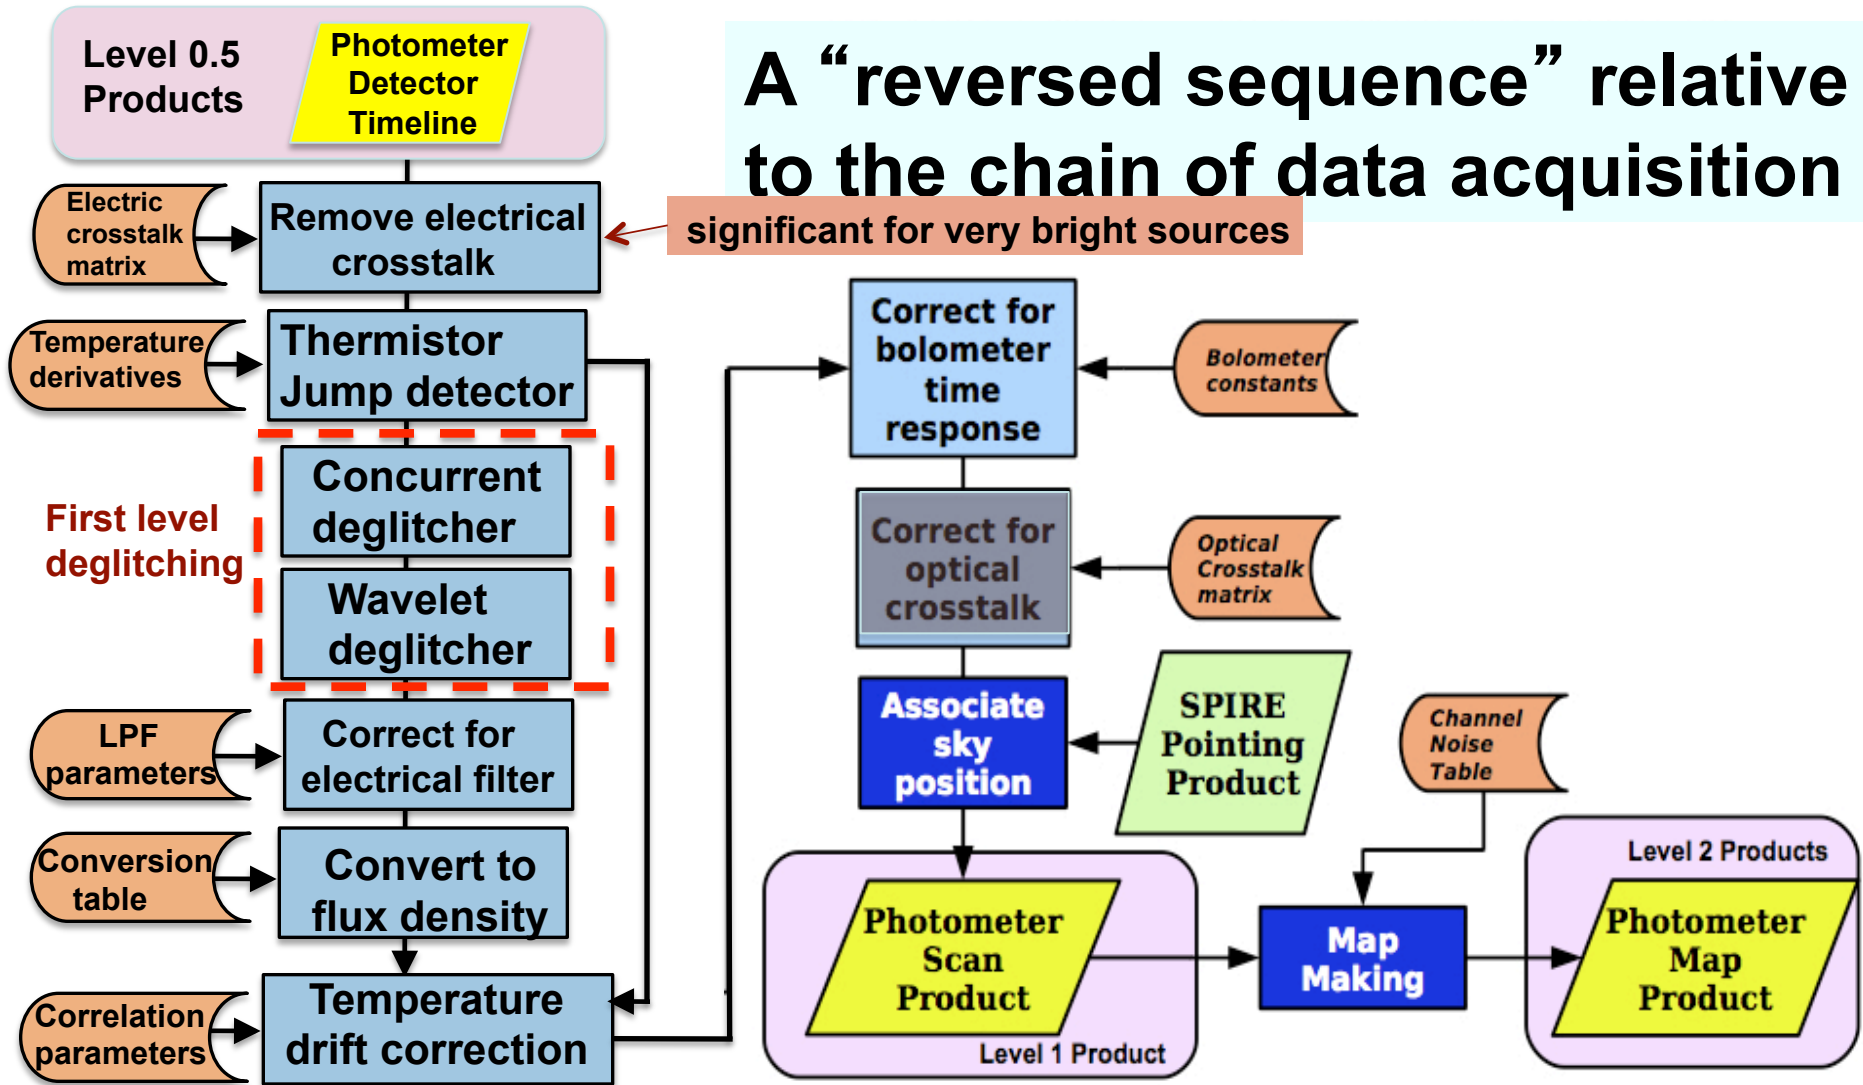 Level 0.5
Products
Photometer
Detector
Timeline
A “reversed sequence” relative
to the chain of data acquisition
Electric
crosstalk
matrix
Remove electrical
crosstalk
significant for very bright sources
Temperature
derivatives
Thermistor
Jump detector
First level
deglitching
Concurrent
deglitcher
Wavelet
deglitcher
LPF
parameters
Correct for
electrical filter
Conversion
table
Convert to
flux density
Correlation
parameters
Temperature
drift correction
Correct for
bolometer
time
response
Bolometer
constants
Correct for
optical
crosstalk
Optical
Crosstalk
matrix
Associate
sky
position
SPIRE
Pointing
Product
Channel
Noise
Table
Photometer
Scan
Product
Level 1 Product
Map
Making
Level 2 Products
Photometer
Map
Product